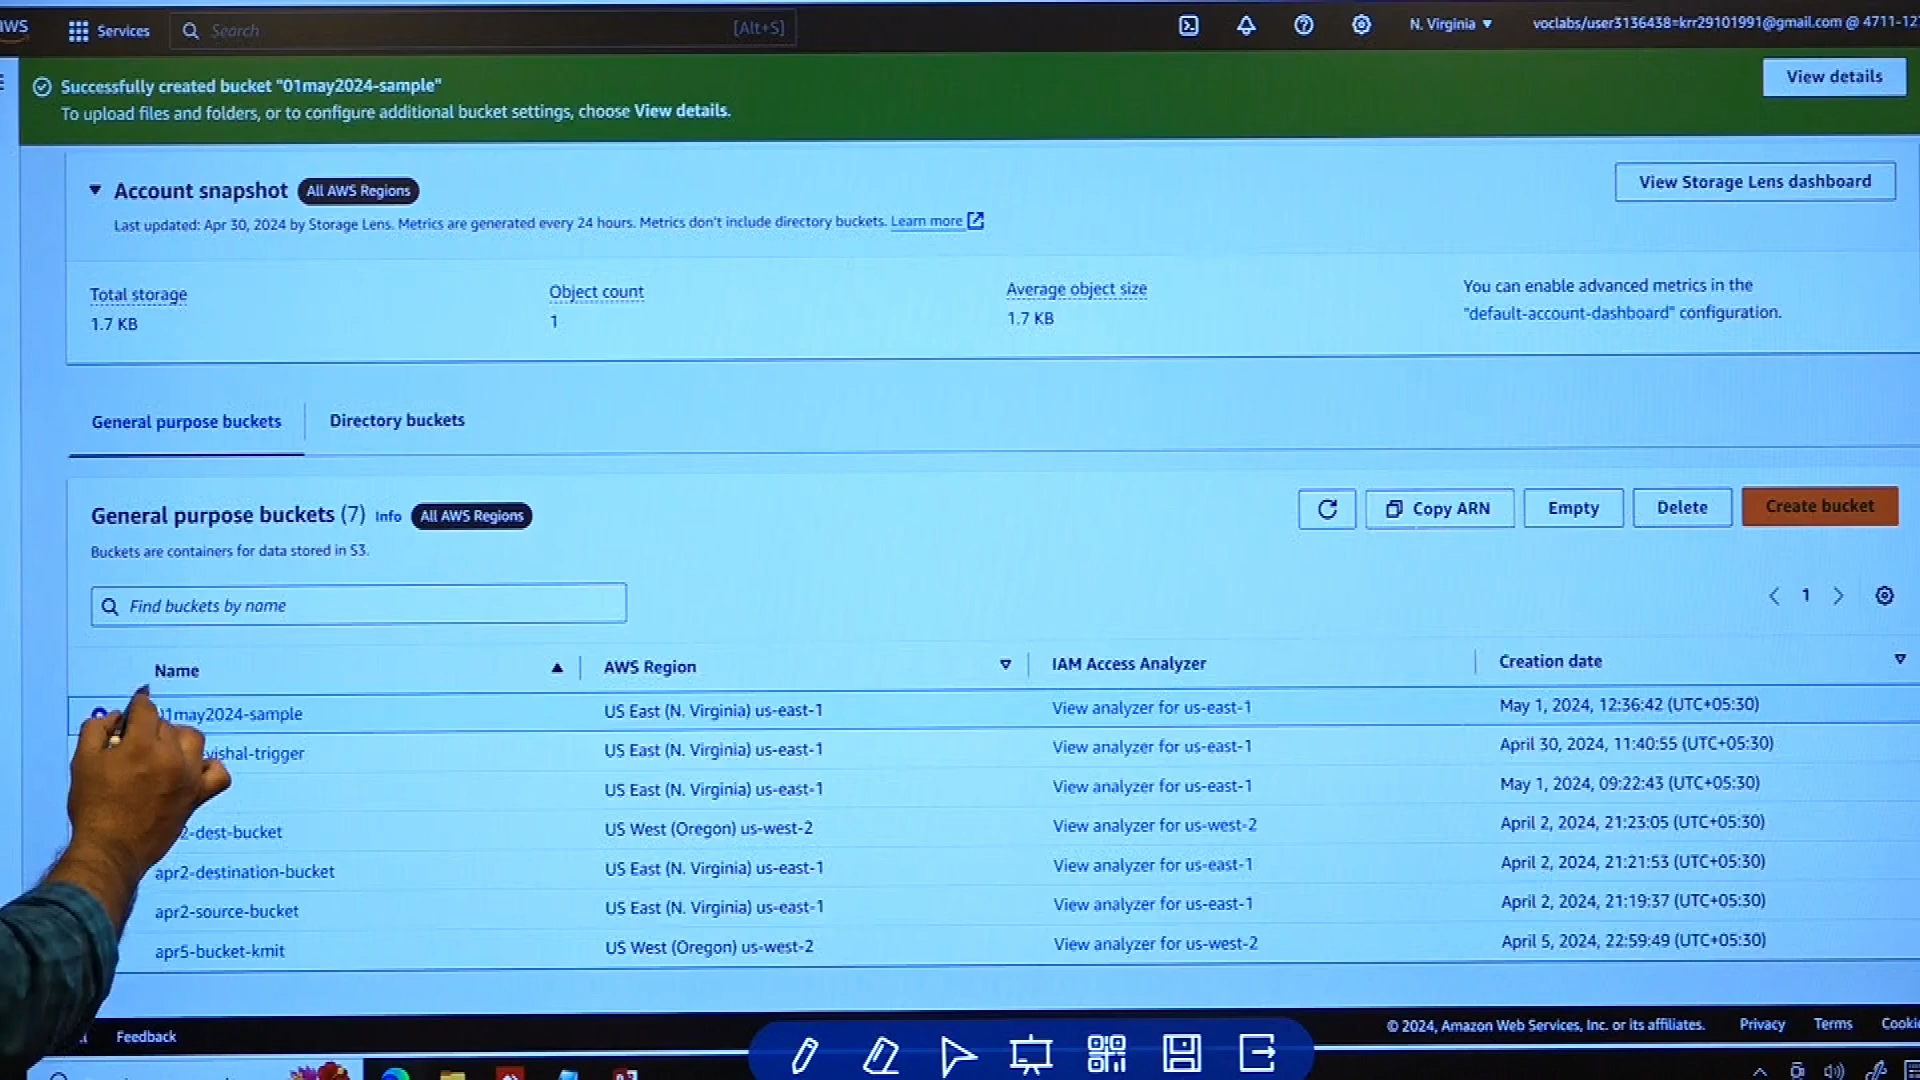 aws Services Search [Alt+S] N. Virginia voclabs/user3136438=krr29101991@gmail.com @ 4711-12
Successfully created bucket "01may2024-sample"
To upload files and folders, or to configure additional bucket settings, choose View details.
View details
Account snapshot All AWS Regions
View Storage Lens dashboard
Last updated: Apr 30, 2024 by Storage Lens. Metrics are generated every 24 hours. Metrics don't include directory buckets. Learn more
Total storage
1.7 KB
Object count
1
Average object size
1.7 KB
You can enable advanced metrics in the
"default-account-dashboard" configuration.
General purpose buckets Directory buckets
General purpose buckets (7) Info All AWS Regions
Copy ARN Empty Delete Create bucket
Buckets are containers for data stored in S3.
Find buckets by name
1
Name AWS Region IAM Access Analyzer Creation date
01may2024-sample US East (N. Virginia) us-east-1 View analyzer for us-east-1 May 1, 2024, 12:36:42 (UTC+05:30)
-vishal-trigger US East (N. Virginia) us-east-1 View analyzer for us-east-1 April 30, 2024, 11:40:55 (UTC+05:30)
US East (N. Virginia) us-east-1 View analyzer for us-east-1 May 1, 2024, 09:22:43 (UTC+05:30)
2-dest-bucket US West (Oregon) us-west-2 View analyzer for us-west-2 April 2, 2024, 21:23:05 (UTC+05:30)
apr2-destination-bucket US East (N. Virginia) us-east-1 View analyzer for us-east-1 April 2, 2024, 21:21:53 (UTC+05:30)
apr2-source-bucket US East (N. Virginia) us-east-1 View analyzer for us-east-1 April 2, 2024, 21:19:37 (UTC+05:30)
apr5-bucket-kmit US West (Oregon) us-west-2 View analyzer for us-west-2 April 5, 2024, 22:59:49 (UTC+05:30)
Feedback © 2024, Amazon Web Services, Inc. or its affiliates. Privacy Terms Cookie